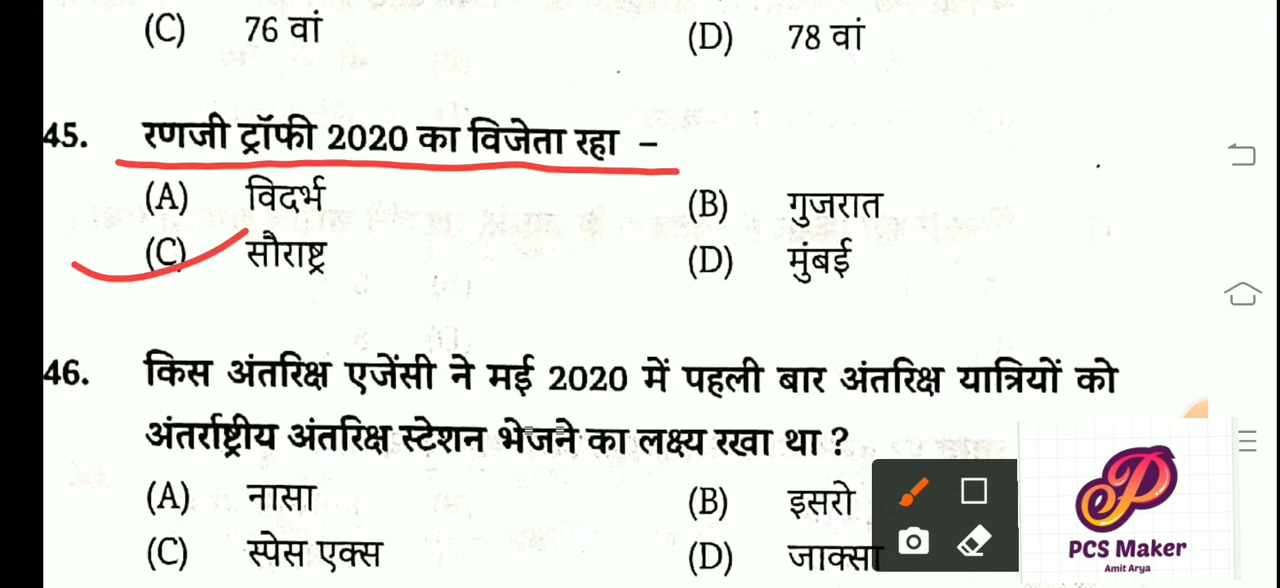 (C) 76 वां (D) 78 वां
45. रणजी ट्रॉफी 2020 का विजेता रहा –
(A) विदर्भ (B) गुजरात
(C) सौराष्ट्र (D) मुंबई
46. किस अंतरिक्ष एजेंसी ने मई 2020 में पहली बार अंतरिक्ष यात्रियों को
अंतर्राष्ट्रीय अंतरिक्ष स्टेशन भेजने का लक्ष्य रखा था ?
(A) नासा (B) इसरो
(C) स्पेस एक्स (D) जाक्सा
PCS Maker
Amit Arya